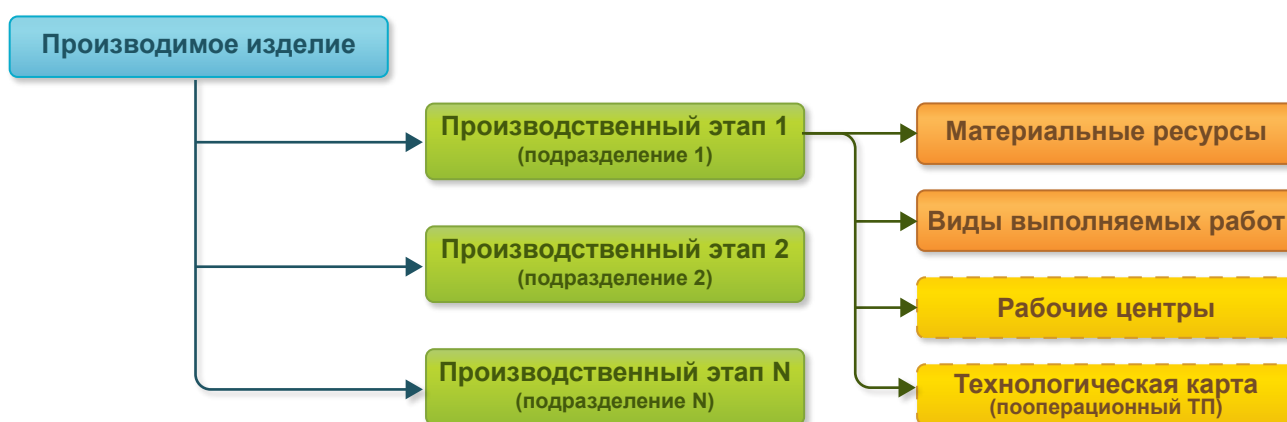 Производимое изделие
Производственный этап 1
(подразделение 1)
Производственный этап 2
(подразделение 2)
Производственный этап N
(подразделение N)
Материальные ресурсы
Виды выполняемых работ
Рабочие центры
Технологическая карта
(пооперационный ТП)